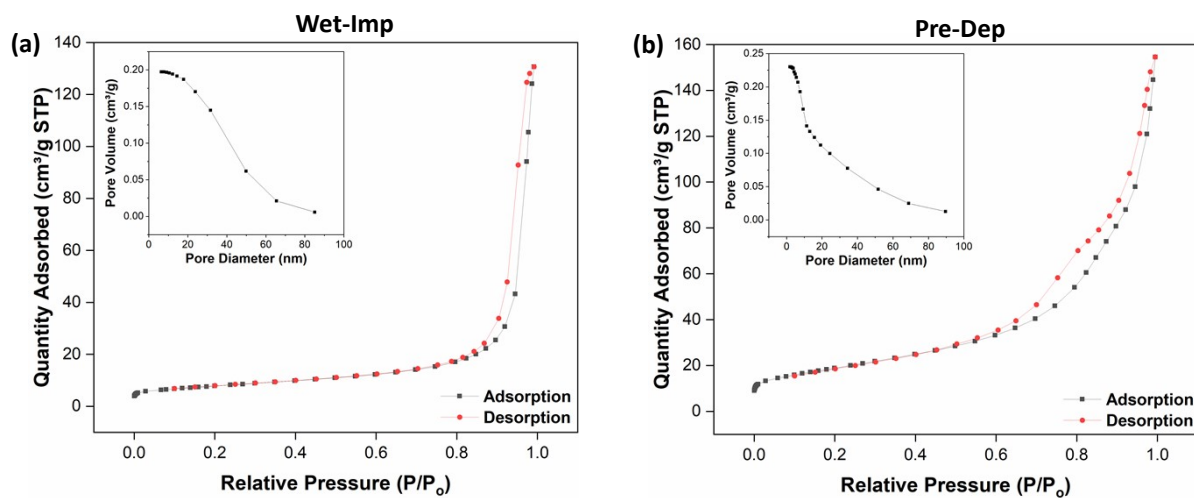 Wet-Imp
(a)
140
120
100
80
60
40
20
0
0.0 0.2 0.4 0.6 0.8 1.0
Quantity Adsorbed (cm³/g STP)
Relative Pressure (P/Pₒ)
Adsorption
Desorption
0.20
0.15
0.10
0.05
0.00
0 20 40 60 80 100
Pore Volume (cm³/g)
Pore Diameter (nm)
Pre-Dep
(b)
160
140
120
100
80
60
40
20
0
0.0 0.2 0.4 0.6 0.8 1.0
Quantity Adsorbed (cm³/g STP)
Relative Pressure (P/Pₒ)
Adsorption
Desorption
0.25
0.20
0.15
0.10
0.05
0.00
0 20 40 60 80 100
Pore Volume (cm³/g)
Pore Diameter (nm)